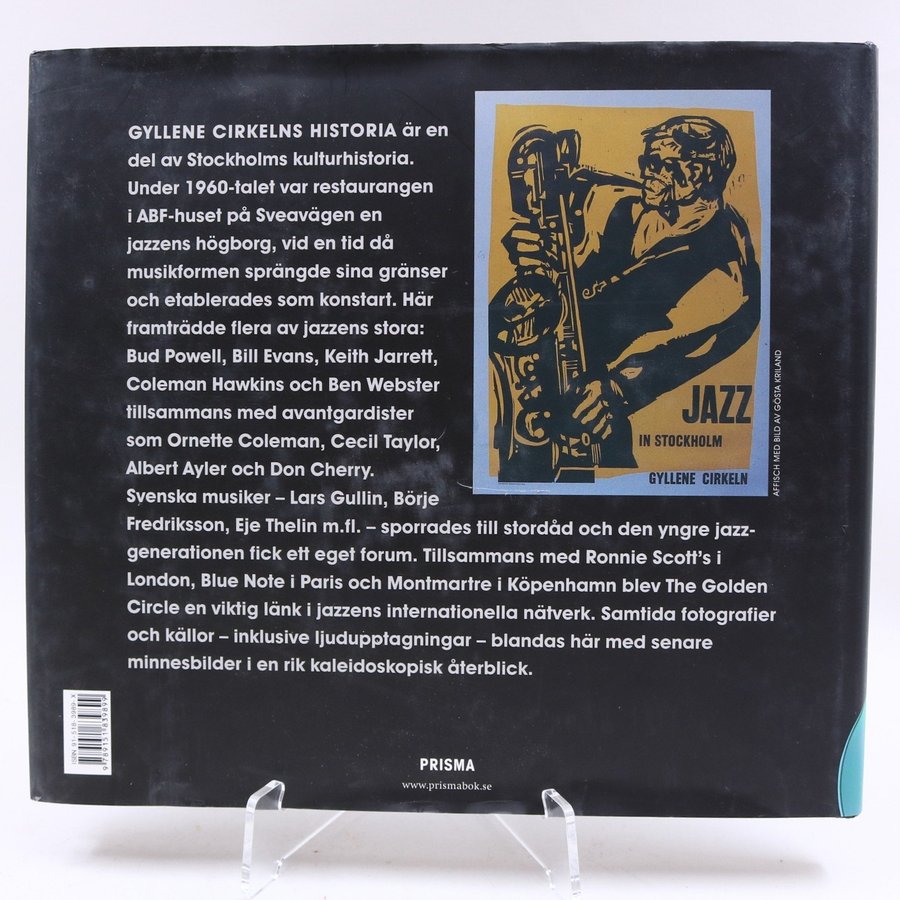 GYLLENE CIRKELNS HISTORIA är en
del av Stockholms kulturhistoria.
Under 1960-talet var restaurangen
i ABF-huset på Sveavägen en
jazzens högborg, vid en tid då
musikformen sprängde sina gränser
och etablerades som konstart. Här
framträdde flera av jazzens stora:
Bud Powell, Bill Evans, Keith Jarrett,
Coleman Hawkins och Ben Webster
tillsammans med avantgardister
som Ornette Coleman, Cecil Taylor,
Albert Ayler och Don Cherry.
Svenska musiker – Lars Gullin, Börje
Fredriksson, Eje Thelin m.fl. – sporrades till stordåd och den yngre jazz-
generationen fick ett eget forum. Tillsammans med Ronnie Scott's i
London, Blue Note i Paris och Montmartre i Köpenhamn blev The Golden
Circle en viktig länk i jazzens internationella nätverk. Samtida fotografier
och källor – inklusive ljudupptagningar – blandas här med senare
minnesbilder i en rik kaleidoskopisk återblick.
JAZZ
IN STOCKHOLM
GYLLENE CIRKELN
AFFISCH MED BILD AV GÖSTA KRILAND
ISBN 91-518-3989-X
9789151839899
PRISMA
www.prismabok.se